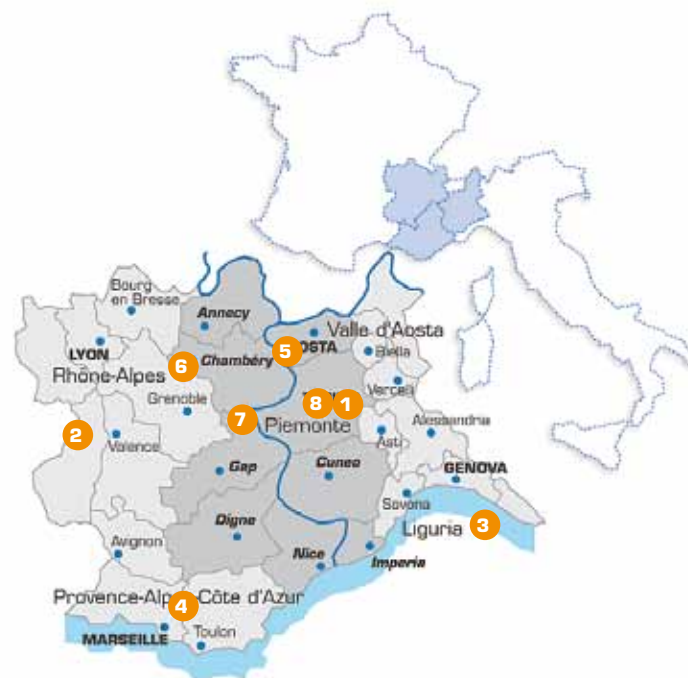 Bourg
en Bresse
Annecy
LYON
Valle d'Aosta
5
OSTA
Biella
6
Chambéry
Rhône-Alpes
Vercelli
Grenoble
8
1
7
Piemonte
Alessandria
2
Valence
Asti
Gap
Cuneo
GENOVA
Savona
Liguria
3
Digne
Avignon
Nice
Imperia
Provence-Alpes
4
Côte d'Azur
MARSEILLE
Toulon